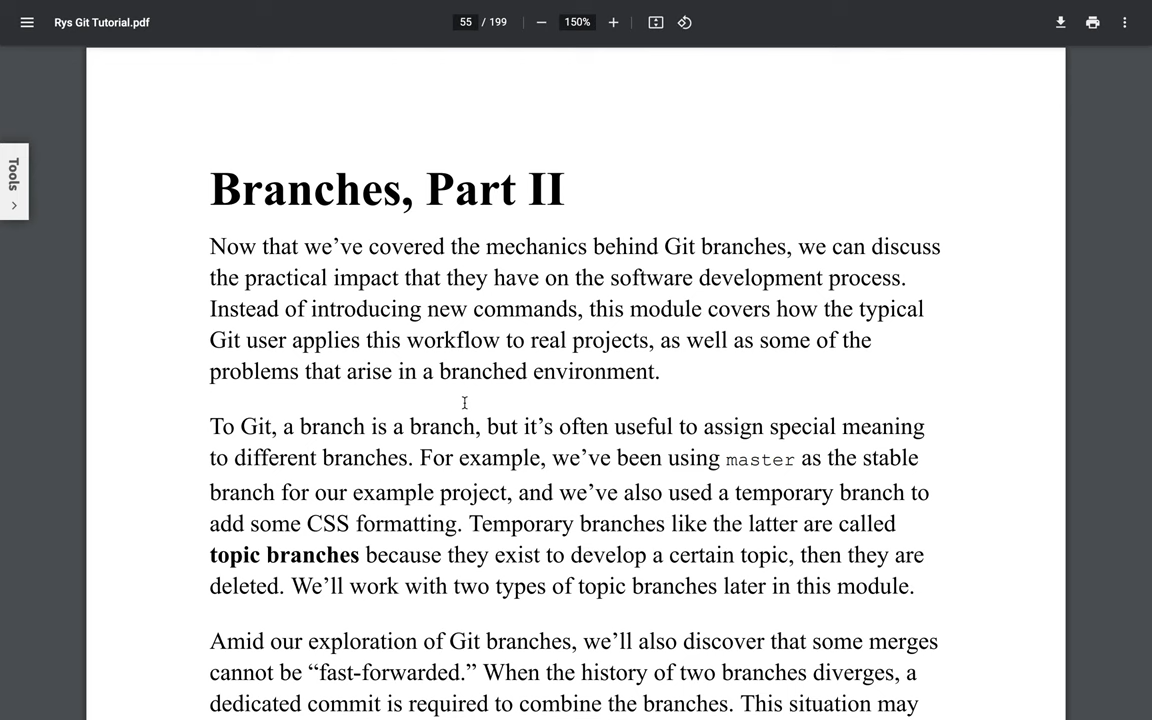 Rys Git Tutorial.pdf
55 / 199
150%
Tools
Branches, Part II
Now that we’ve covered the mechanics behind Git branches, we can discuss
the practical impact that they have on the software development process.
Instead of introducing new commands, this module covers how the typical
Git user applies this workflow to real projects, as well as some of the
problems that arise in a branched environment.
To Git, a branch is a branch, but it’s often useful to assign special meaning
to different branches. For example, we’ve been using master as the stable
branch for our example project, and we’ve also used a temporary branch to
add some CSS formatting. Temporary branches like the latter are called
topic branches because they exist to develop a certain topic, then they are
deleted. We’ll work with two types of topic branches later in this module.
Amid our exploration of Git branches, we’ll also discover that some merges
cannot be “fast-forwarded.” When the history of two branches diverges, a
dedicated commit is required to combine the branches. This situation may